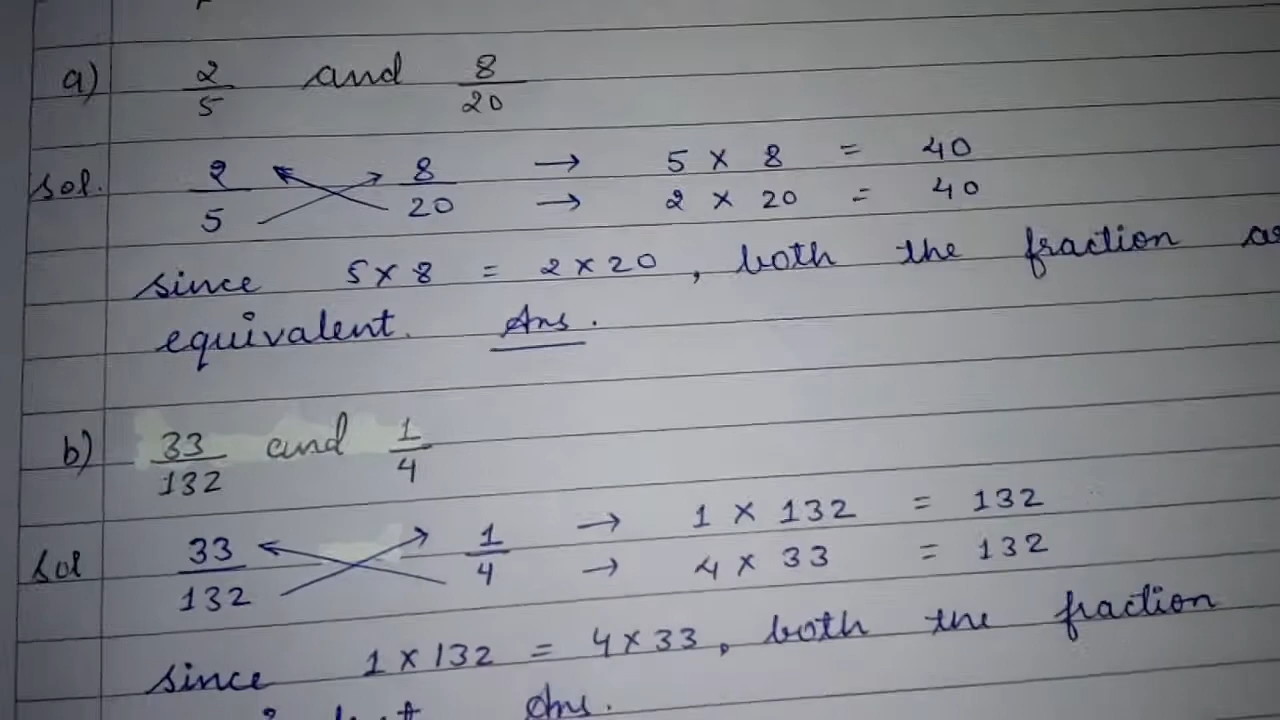 a) 2/5 and 8/20
sol. 2/5 8/20 → 5 × 8 = 40
→ 2 × 20 = 40
since 5×8 = 2×20, both the fraction
equivalent. Ans.
b) 33/132 and 1/4
sol 33/132 1/4 → 1 × 132 = 132
→ 4 × 33 = 132
since 1×132 = 4×33, both the fraction
Ans.